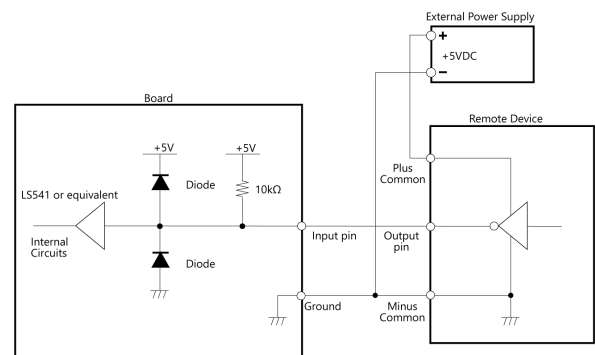 External Power Supply
+
+5VDC
−
Board
Remote Device
+5V
+5V
Plus
Common
LS541 or equivalent
Diode
10kΩ
Internal
Circuits
Input pin
Output
pin
Diode
Ground
Minus
Common